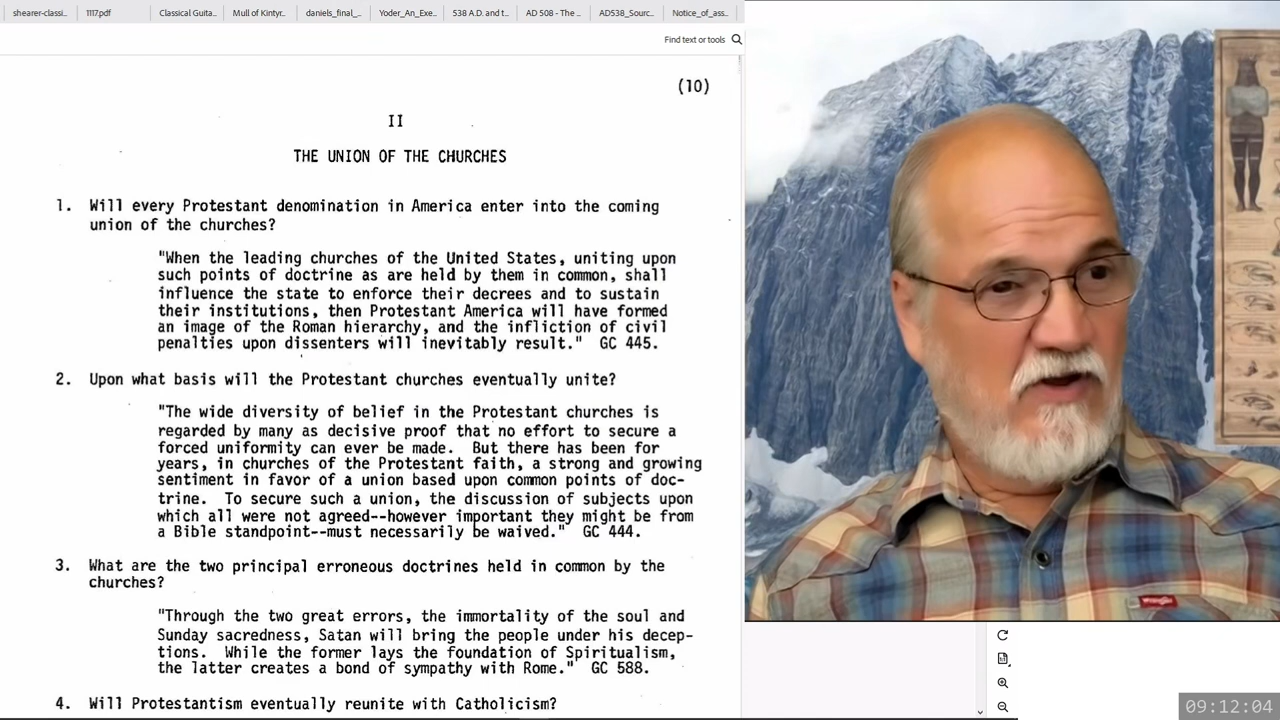 shearer-classi...
1117.pdf
Classical Guita...
Mull of Kintyr...
daniels_final_...
Yoder_An_Exe...
538 A.D. and t...
AD 508 - The ...
AD538_Sourc...
Notice_of_ass...
Find text or tools
(10)
II
THE UNION OF THE CHURCHES
1. Will every Protestant denomination in America enter into the coming
union of the churches?
"When the leading churches of the United States, uniting upon
such points of doctrine as are held by them in common, shall
influence the state to enforce their decrees and to sustain
their institutions, then Protestant America will have formed
an image of the Roman hierarchy, and the infliction of civil
penalties upon dissenters will inevitably result." GC 445.
2. Upon what basis will the Protestant churches eventually unite?
"The wide diversity of belief in the Protestant churches is
regarded by many as decisive proof that no effort to secure a
forced uniformity can ever be made. But there has been for
years, in churches of the Protestant faith, a strong and growing
sentiment in favor of a union based upon common points of doc-
trine. To secure such a union, the discussion of subjects upon
which all were not agreed--however important they might be from
a Bible standpoint--must necessarily be waived." GC 444.
3. What are the two principal erroneous doctrines held in common by the
churches?
"Through the two great errors, the immortality of the soul and
Sunday sacredness, Satan will bring the people under his decep-
tions. While the former lays the foundation of Spiritualism,
the latter creates a bond of sympathy with Rome." GC 588.
4. Will Protestantism eventually reunite with Catholicism?
Wrangler
09:12:04